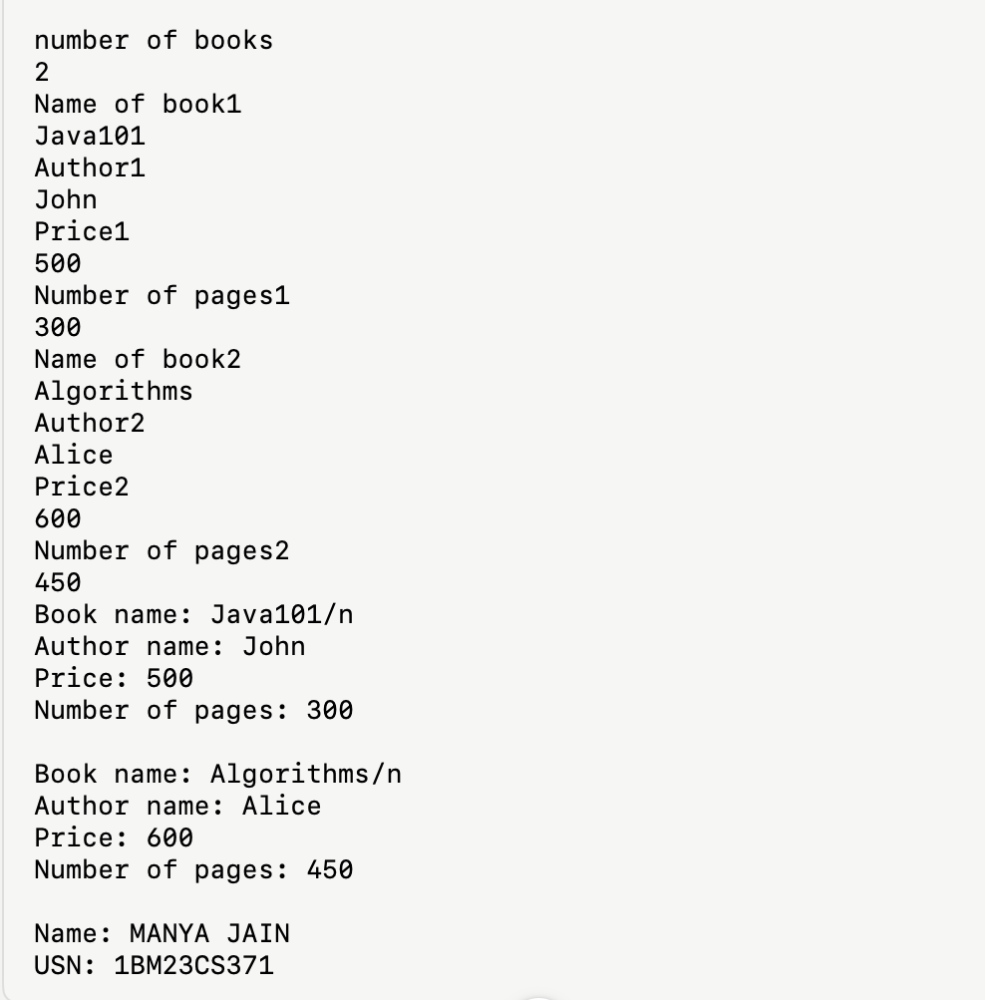 number of books
2
Name of book1
Java101
Author1
John
Price1
500
Number of pages1
300
Name of book2
Algorithms
Author2
Alice
Price2
600
Number of pages2
450
Book name: Java101/n
Author name: John
Price: 500
Number of pages: 300

Book name: Algorithms/n
Author name: Alice
Price: 600
Number of pages: 450

Name: MANYA JAIN
USN: 1BM23CS371